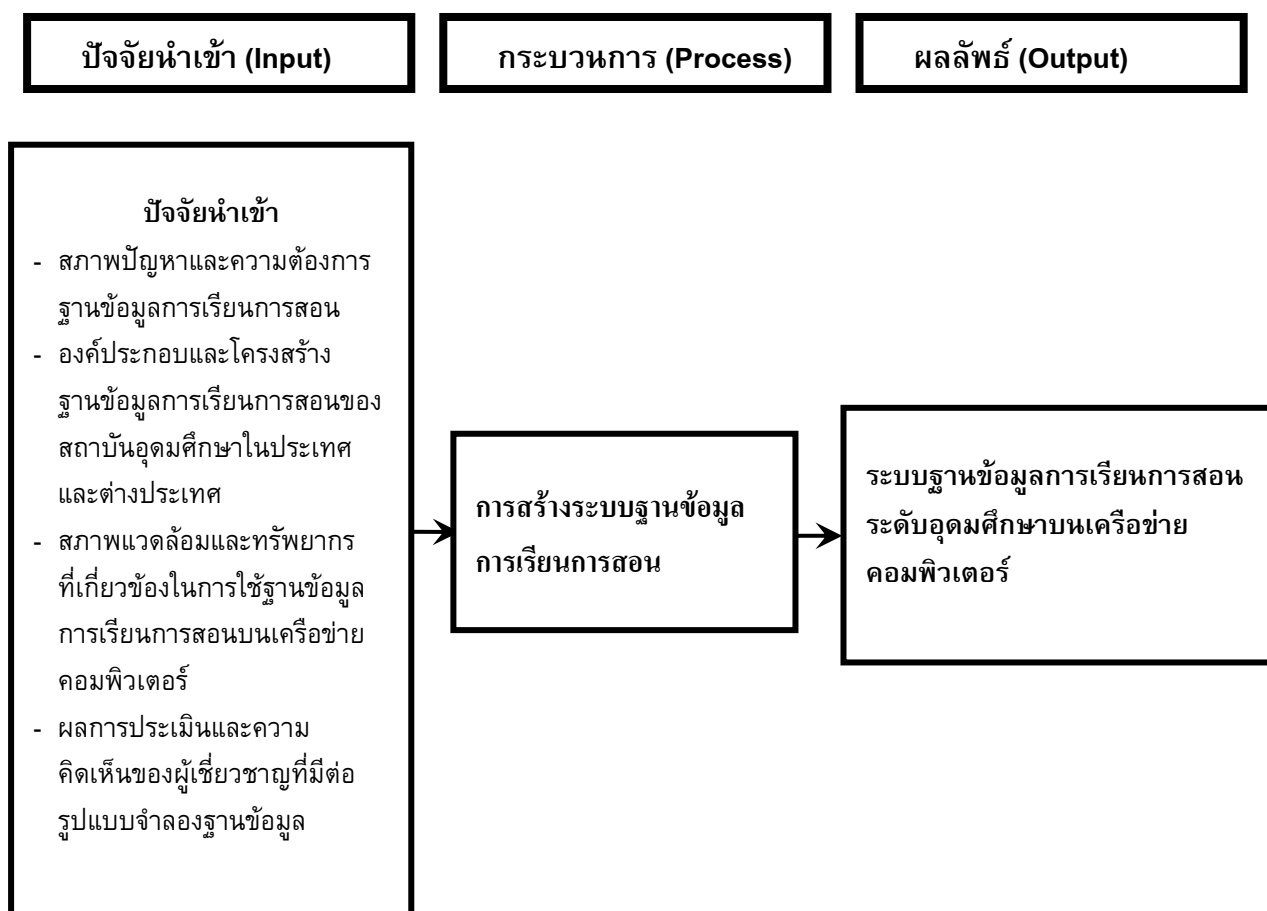 ปัจจัยนำเข้า (Input)
กระบวนการ (Process)
ผลลัพธ์ (Output)
ปัจจัยนำเข้า
- สภาพปัญหาและความต้องการ
ฐานข้อมูลการเรียนการสอน
- องค์ประกอบและโครงสร้าง
ฐานข้อมูลการเรียนการสอนของ
สถาบันอุดมศึกษาในประเทศ
และต่างประเทศ
- สภาพแวดล้อมและทรัพยากร
ที่เกี่ยวข้องในการใช้ฐานข้อมูล
การเรียนการสอนบนเครือข่าย
คอมพิวเตอร์
- ผลการประเมินและความ
คิดเห็นของผู้เชี่ยวชาญที่มีต่อ
รูปแบบจำลองฐานข้อมูล
การสร้างระบบฐานข้อมูล
การเรียนการสอน
ระบบฐานข้อมูลการเรียนการสอน
ระดับอุดมศึกษาบนเครือข่าย
คอมพิวเตอร์